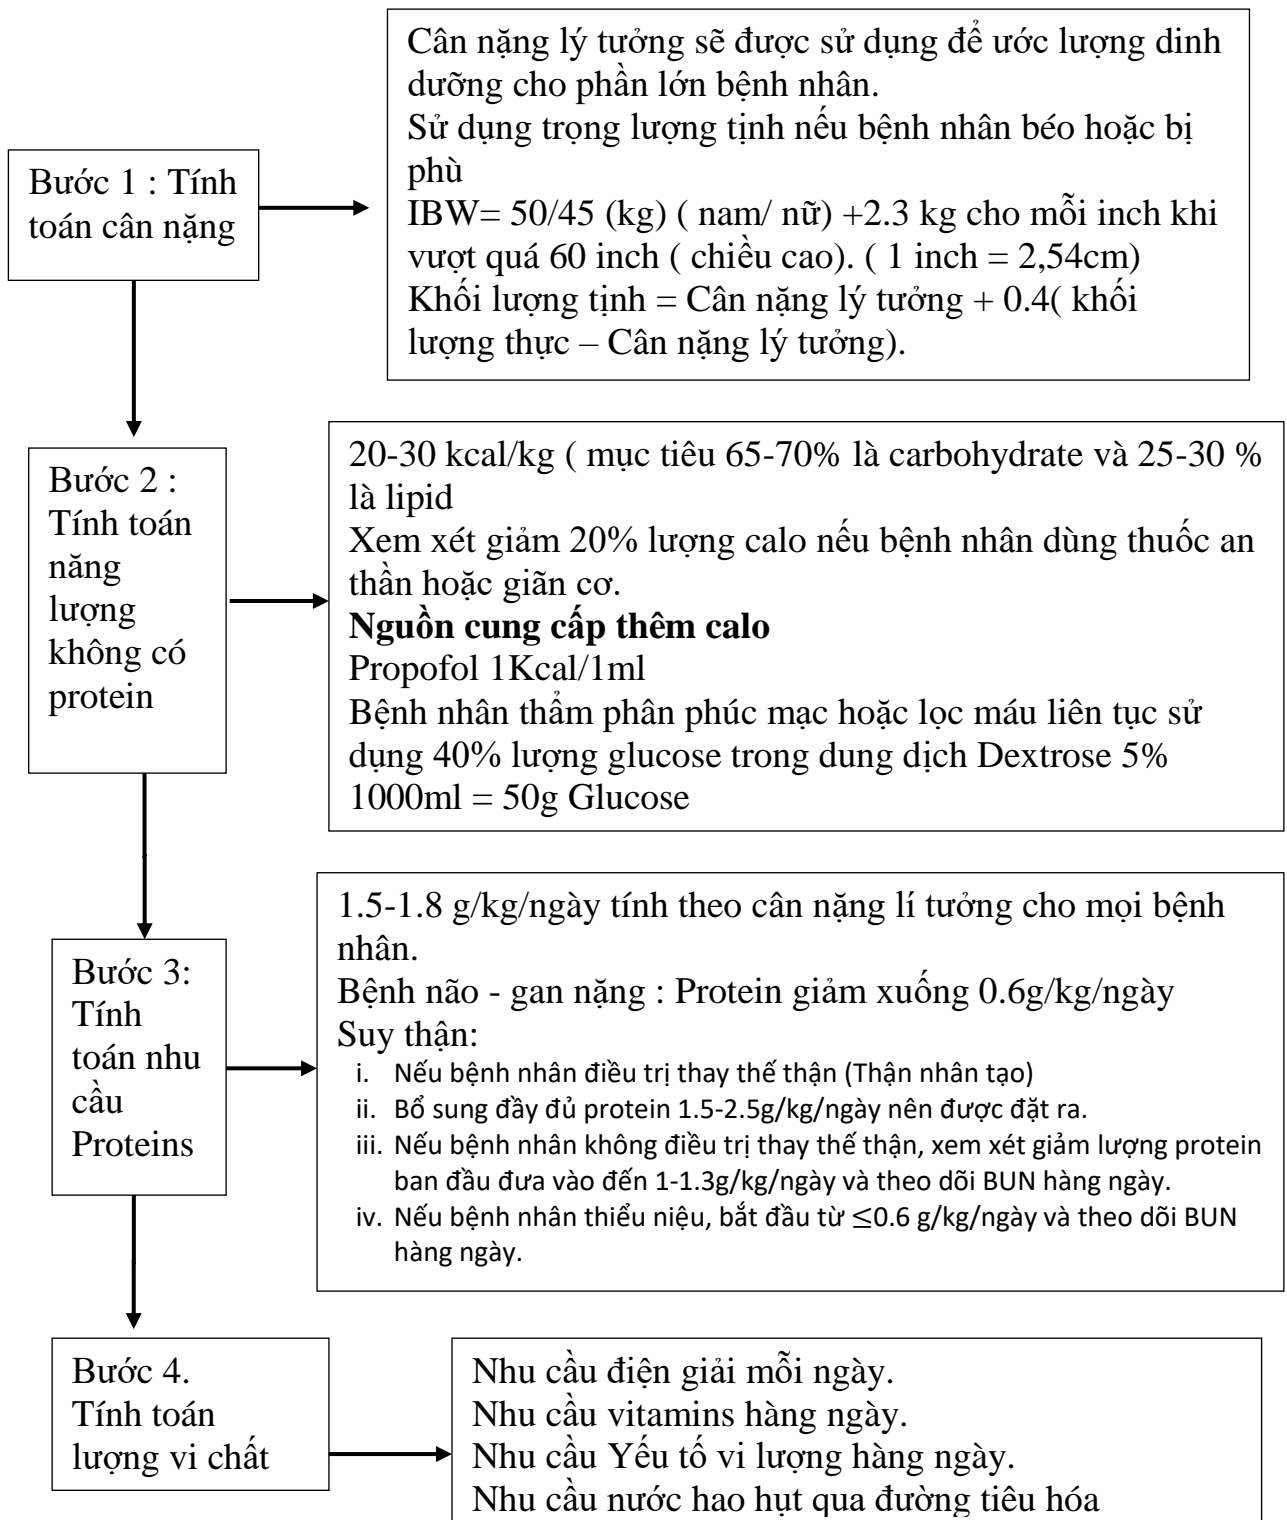 Cân nặng lý tưởng sẽ được sử dụng để ước lượng dinh
dưỡng cho phần lớn bệnh nhân.
Sử dụng trọng lượng tịnh nếu bệnh nhân béo hoặc bị
phù
IBW= 50/45 (kg) ( nam/ nữ) +2.3 kg cho mỗi inch khi
vượt quá 60 inch ( chiều cao). ( 1 inch = 2,54cm)
Khối lượng tịnh = Cân nặng lý tưởng + 0.4( khối
lượng thực – Cân nặng lý tưởng).
Bước 1 : Tính
toán cân nặng
Bước 2 :
Tính toán
năng
lượng
không có
protein
20-30 kcal/kg ( mục tiêu 65-70% là carbohydrate và 25-30 %
là lipid
Xem xét giảm 20% lượng calo nếu bệnh nhân dùng thuốc an
thần hoặc giãn cơ.
Nguồn cung cấp thêm calo
Propofol 1Kcal/1ml
Bệnh nhân thẩm phân phúc mạc hoặc lọc máu liên tục sử
dụng 40% lượng glucose trong dung dịch Dextrose 5%
1000ml = 50g Glucose
Bước 3:
Tính
toán nhu
cầu
Proteins
1.5-1.8 g/kg/ngày tính theo cân nặng lí tưởng cho mọi bệnh
nhân.
Bệnh não - gan nặng : Protein giảm xuống 0.6g/kg/ngày
Suy thận:
i. Nếu bệnh nhân điều trị thay thế thận (Thận nhân tạo)
ii. Bổ sung đầy đủ protein 1.5-2.5g/kg/ngày nên được đặt ra.
iii. Nếu bệnh nhân không điều trị thay thế thận, xem xét giảm lượng protein
ban đầu đưa vào đến 1-1.3g/kg/ngày và theo dõi BUN hàng ngày.
iv. Nếu bệnh nhân thiểu niệu, bắt đầu từ ≤0.6 g/kg/ngày và theo dõi BUN
hàng ngày.
Bước 4.
Tính toán
lượng vi chất
Nhu cầu điện giải mỗi ngày.
Nhu cầu vitamins hàng ngày.
Nhu cầu Yếu tố vi lượng hàng ngày.
Nhu cầu nước hao hụt qua đường tiêu hóa